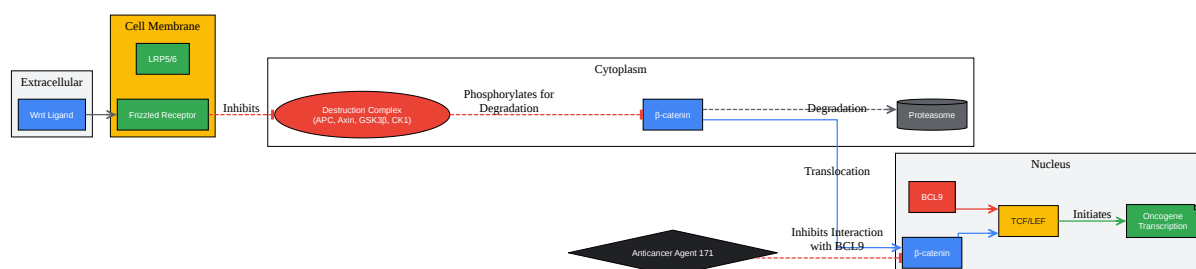 Cell Membrane
LRP5/6
Extracellular
Wnt Ligand
Frizzled Receptor
Inhibits
Cytoplasm
Destruction Complex
(APC, Axin, GSK3β, CK1)
Phosphorylates for
Degradation
β-catenin
Degradation
Proteasome
Translocation
Nucleus
BCL9
TCF/LEF
Initiates
Oncogene
Transcription
Inhibits Interaction
with BCL9
β-catenin
Anticancer Agent 171